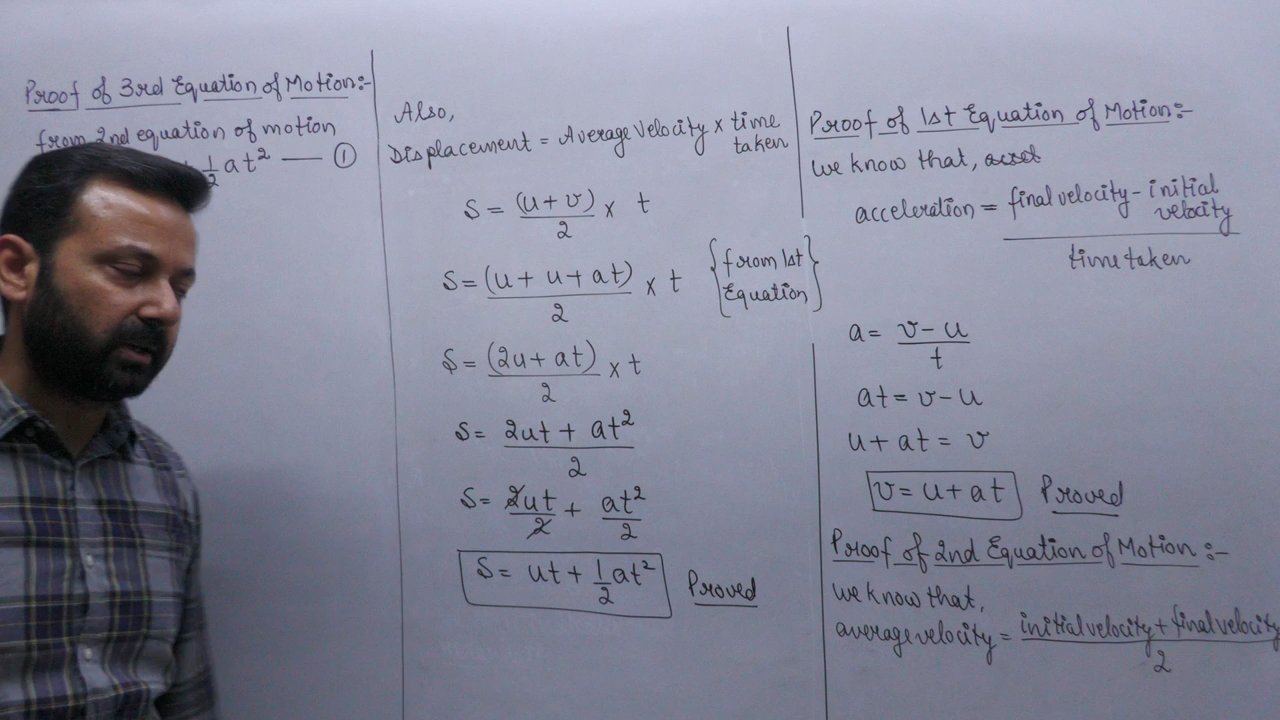 Proof of 3rd Equation of Motion:-
from 2nd equation of motion
½at² — ①
Also,
Displacement = Average Velocity × time
taken
S = (u + v)/2 × t
S = (u + u + at)/2 × t {from 1st Equation}
S = (2u + at)/2 × t
S = 2ut + at²/2
S = 2ut/2 + at²/2
S = ut + 1/2 at² Proved
Proof of 1st Equation of Motion:-
we know that,
acceleration = final velocity - initial velocity / time taken
a = v - u/t
at = v - u
u + at = v
v = u + at Proved
Proof of 2nd Equation of Motion:-
we know that,
average velocity = initial velocity + final velocity/2